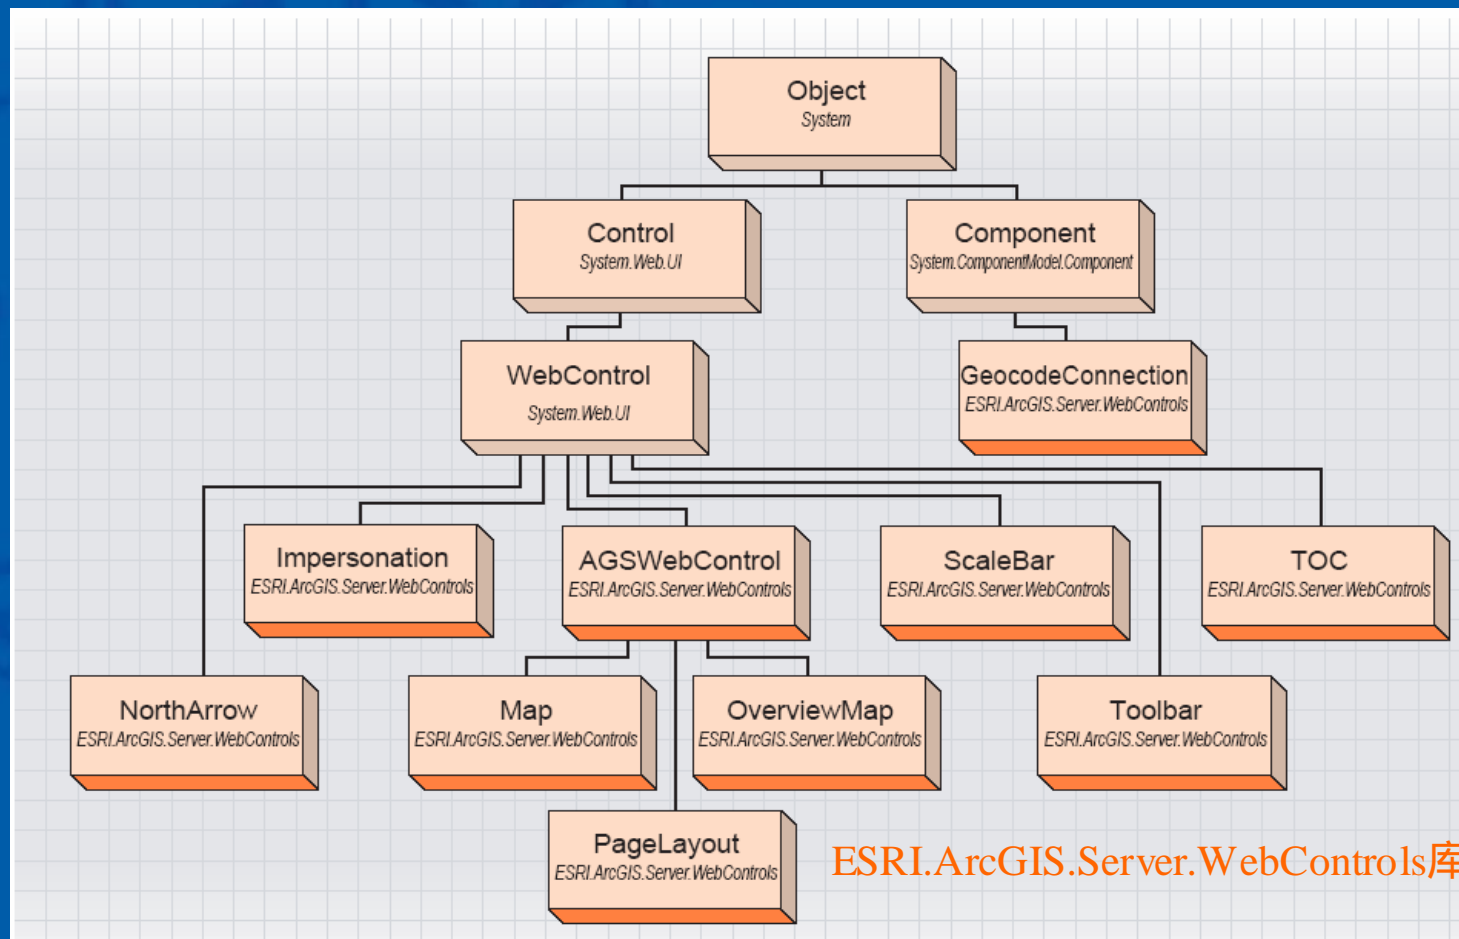 Object
System
Control
System.Web.UI
Component
System.ComponentModel.Component
WebControl
System.Web.UI
GeocodeConnection
ESRI.ArcGIS.Server.WebControls
Impersonation
ESRI.ArcGIS.Server.WebControls
AGSWebControl
ESRI.ArcGIS.Server.WebControls
ScaleBar
ESRI.ArcGIS.Server.WebControls
TOC
ESRI.ArcGIS.Server.WebControls
NorthArrow
ESRI.ArcGIS.Server.WebControls
Map
ESRI.ArcGIS.Server.WebControls
OverviewMap
ESRI.ArcGIS.Server.WebControls
Toolbar
ESRI.ArcGIS.Server.WebControls
PageLayout
ESRI.ArcGIS.Server.WebControls
ESRI.ArcGIS.Server.WebControls库